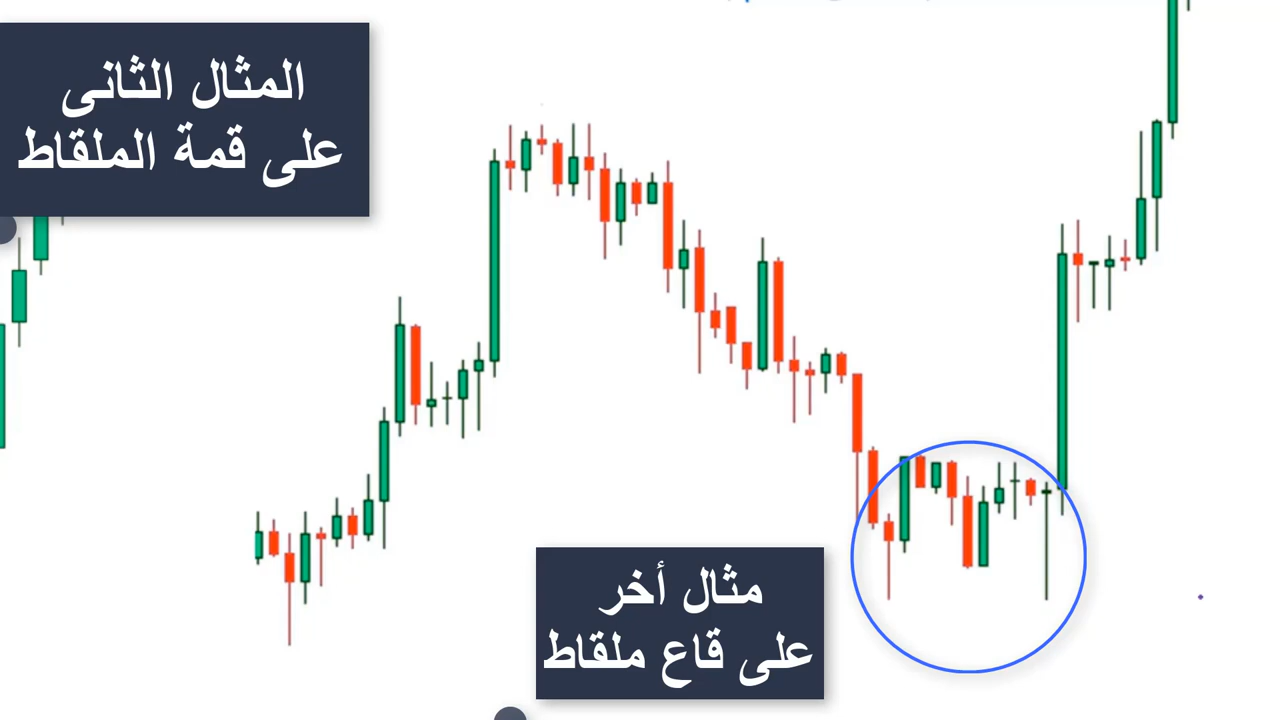 المثال الثانى
على قمة الملقاط
مثال أخر
على قاع ملقاط